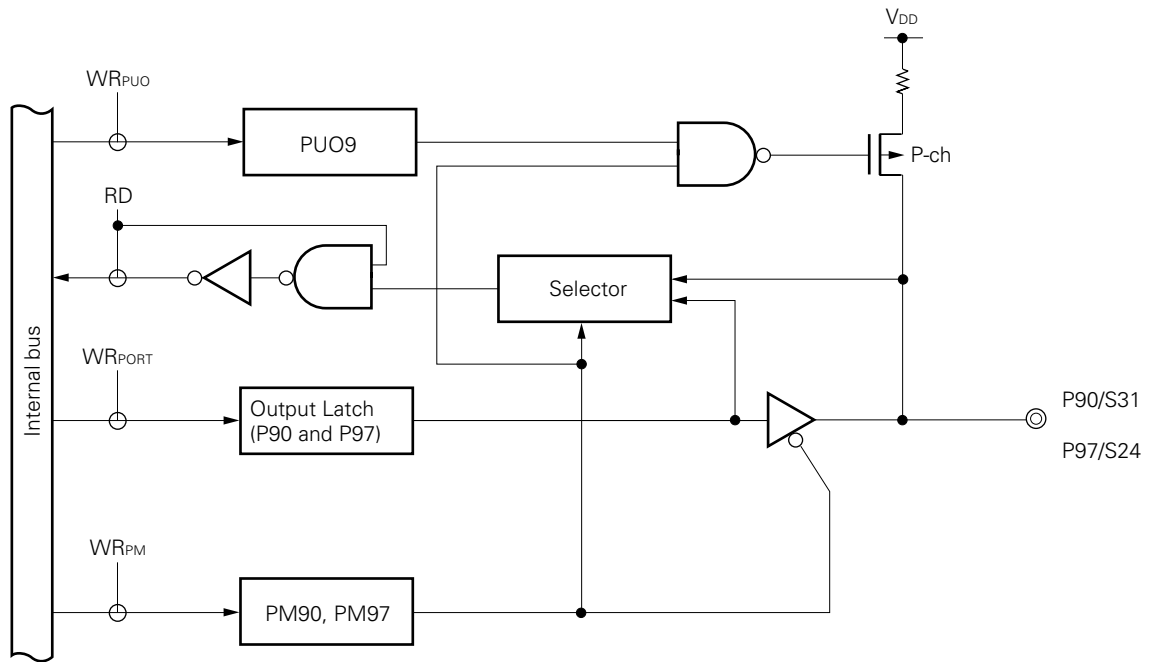 VDD
WRPUO
PUO9
P-ch
RD
Selector
Internal bus
WRPORT
Output Latch
(P90 and P97)
P90/S31
P97/S24
WRPM
PM90, PM97